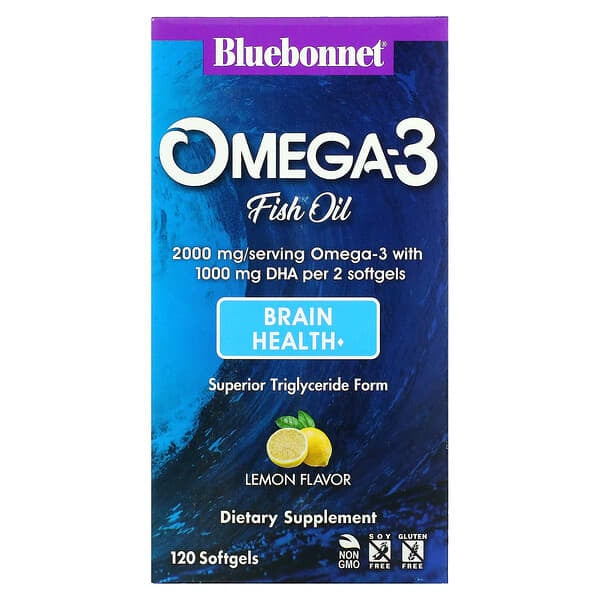 Bluebonnet®
OMEGA-3
Fish Oil
2000 mg/serving Omega-3 with
1000 mg DHA per 2 softgels
BRAIN
HEALTH♦
Superior Triglyceride Form
LEMON FLAVOR
Dietary Supplement
120 Softgels
NON
GMO
SOY
FREE
GLUTEN
FREE